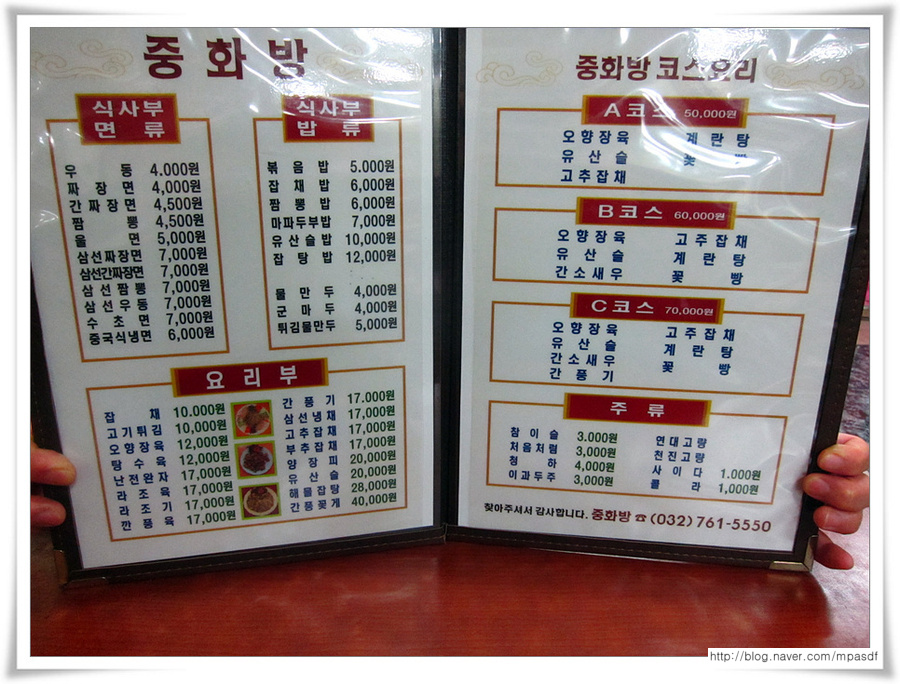 중화방
식사부
면 류
우 동 4.000원
짜 장 면 4,000원
간 짜 장 면 4,500원
짬 뽕 4,500원
울 면 5,000원
삼선짜장면 7,000원
삼선간짜장면 7,000원
삼 선 짬 뽕 7,000원
삼 선 우 동 7,000원
수 초 면 7,000원
중국식냉면 6,000원
식사부
밥 류
볶 음 밥 5.000원
잡 채 밥 6,000원
짬 뽕 밥 6,000원
마파두부밥 7,000원
유 산 슬 밥 10,000원
잡 탕 밥 12,000원
물 만 두 4,000원
군 만 두 4,000원
튀김물만두 5,000원
요 리 부
잡 채 10.000원
고 기 튀 김 10,000원
오 향 장 육 12,000원
탕 수 육 12,000원
난 전 완 자 17,000원
라 조 육 17,000원
라 조 기 17,000원
깐 풍 육 17,000원
간 풍 기 17.000원
삼 선 냉 채 17,000원
고 추 잡 채 17,000원
부 추 잡 채 17,000원
양 장 피 20,000원
유 산 슬 20,000원
해 물 잡 탕 28,000원
간 풍 꽃 게 40,000원
중화방 코스요리
A 코스 50,000원
오 향 장 육 계 란 탕
유 산 슬 꽃 빵
고 추 잡 채
B 코스 60,000원
오 향 장 육 고 추 잡 채
유 산 슬 계 란 탕
간 소 새 우 꽃 빵
C 코스 70,000원
오 향 장 육 고 추 잡 채
유 산 슬 계 란 탕
간 소 새 우 꽃 빵
간 풍 기
주 류
참 이 슬 3.000원
처 음 처 럼 3,000원
청 하 4,000원
이 과 두 주 3,000원
연 태 고 량
천 진 고 량
사 이 다 1.000원
콜 라 1,000원
찾아주셔서 감사합니다. 중화방 ☎ (032) 761-5550
http://blog.naver.com/mpasdf